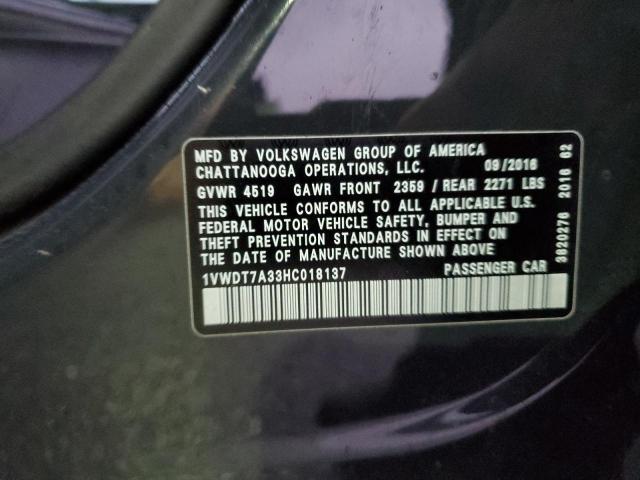 MFD BY VOLKSWAGEN GROUP OF AMERICA
CHATTANOOGA OPERATIONS, LLC. 09/2016
GVWR 4519 GAWR FRONT 2359 / REAR 2271 LBS
THIS VEHICLE CONFORMS TO ALL APPLICABLE U.S.
FEDERAL MOTOR VEHICLE SAFETY, BUMPER AND
THEFT PREVENTION STANDARDS IN EFFECT ON
THE DATE OF MANUFACTURE SHOWN ABOVE
1VWDT7A33HC018137 PASSENGER CAR
3820276 2016 62